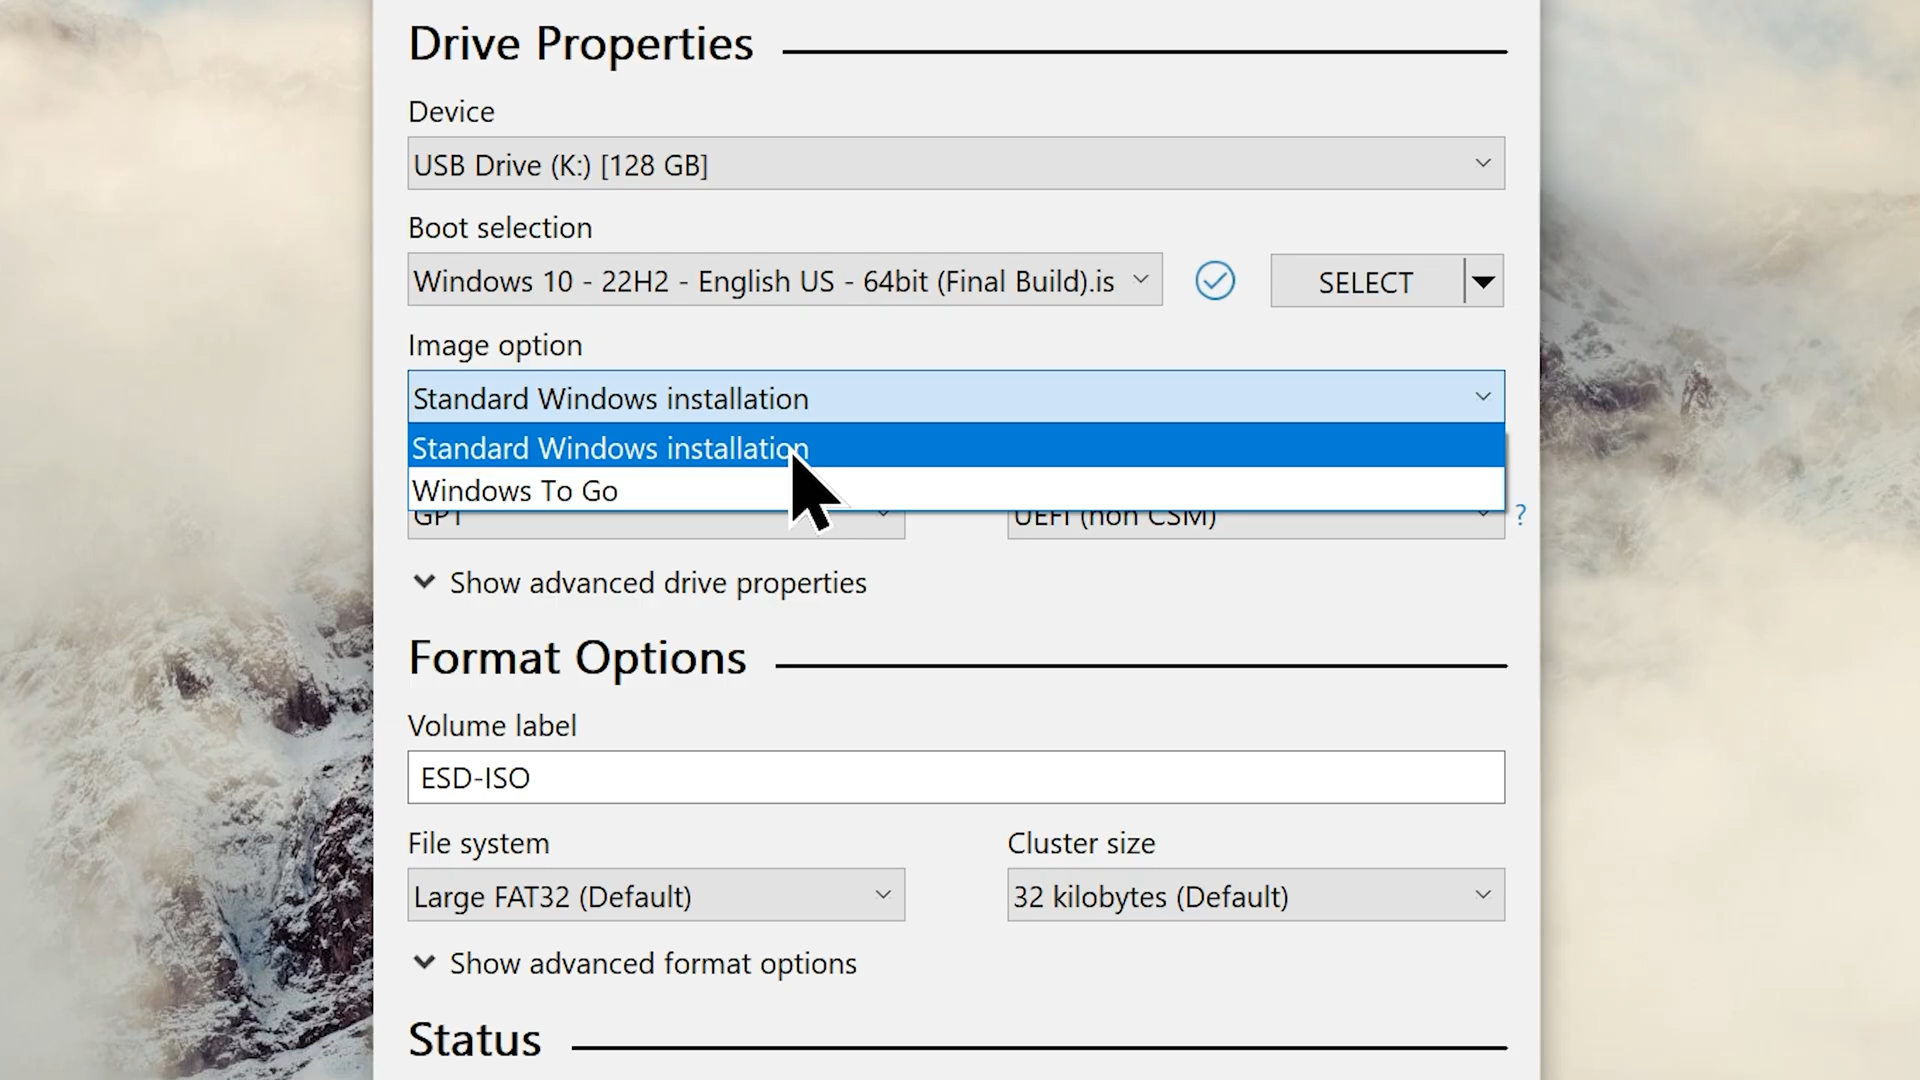 Drive Properties
Device
USB Drive (K:) [128 GB]
Boot selection
Windows 10 - 22H2 - English US - 64bit (Final Build).is
SELECT
Image option
Standard Windows installation
Standard Windows installation
Windows To Go
GPT
UEFI (non CSM)
?
Show advanced drive properties
Format Options
Volume label
ESD-ISO
File system
Cluster size
Large FAT32 (Default)
32 kilobytes (Default)
Show advanced format options
Status